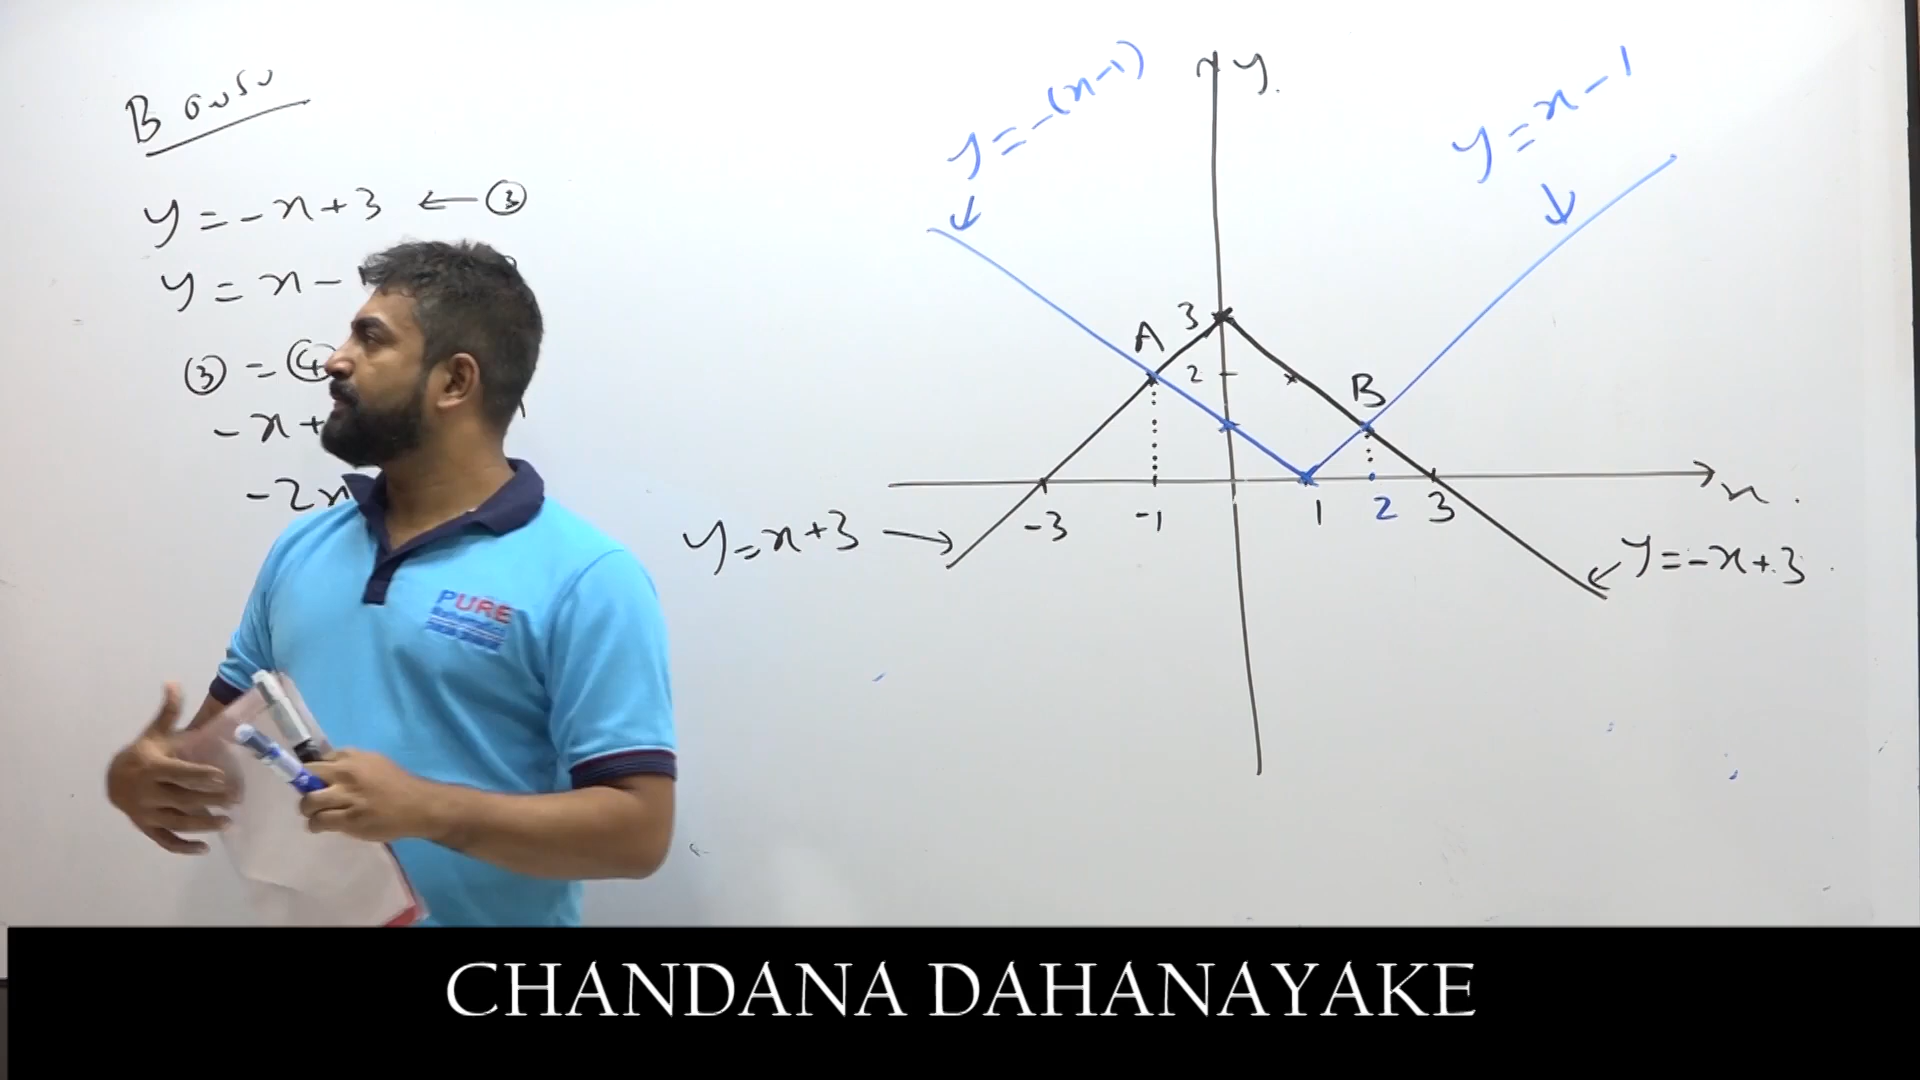 B
y = -x+3 ← ③
y = x -
③ = ④
-x+
-2x
y = -(x-1)
y
y = x-1
A
3
2
B
-3
-1
1
2
3
x
y = x+3
y = -x+3
PURE
CHANDANA DAHANAYAKE